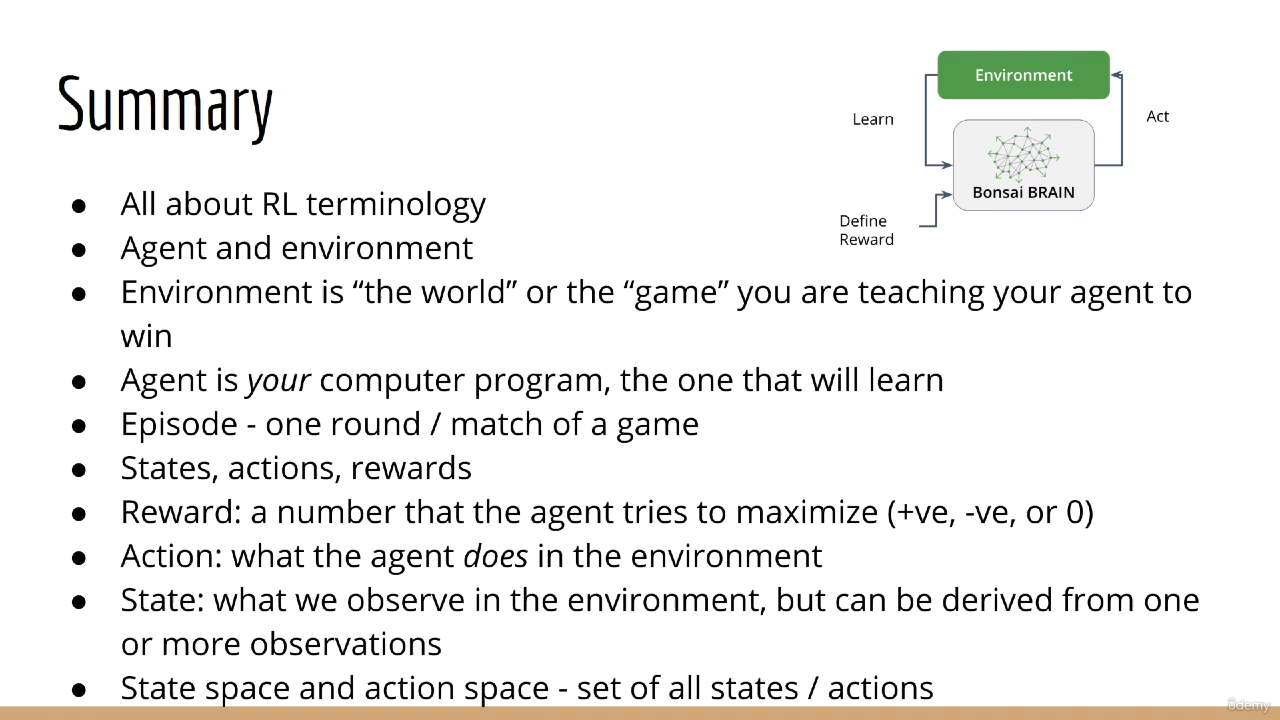 Summary
Environment
Learn
Act
Bonsai BRAIN
Define
Reward
● All about RL terminology
● Agent and environment
● Environment is “the world” or the “game” you are teaching your agent to
win
● Agent is your computer program, the one that will learn
● Episode - one round / match of a game
● States, actions, rewards
● Reward: a number that the agent tries to maximize (+ve, -ve, or 0)
● Action: what the agent does in the environment
● State: what we observe in the environment, but can be derived from one
or more observations
● State space and action space - set of all states / actions
ûdemy